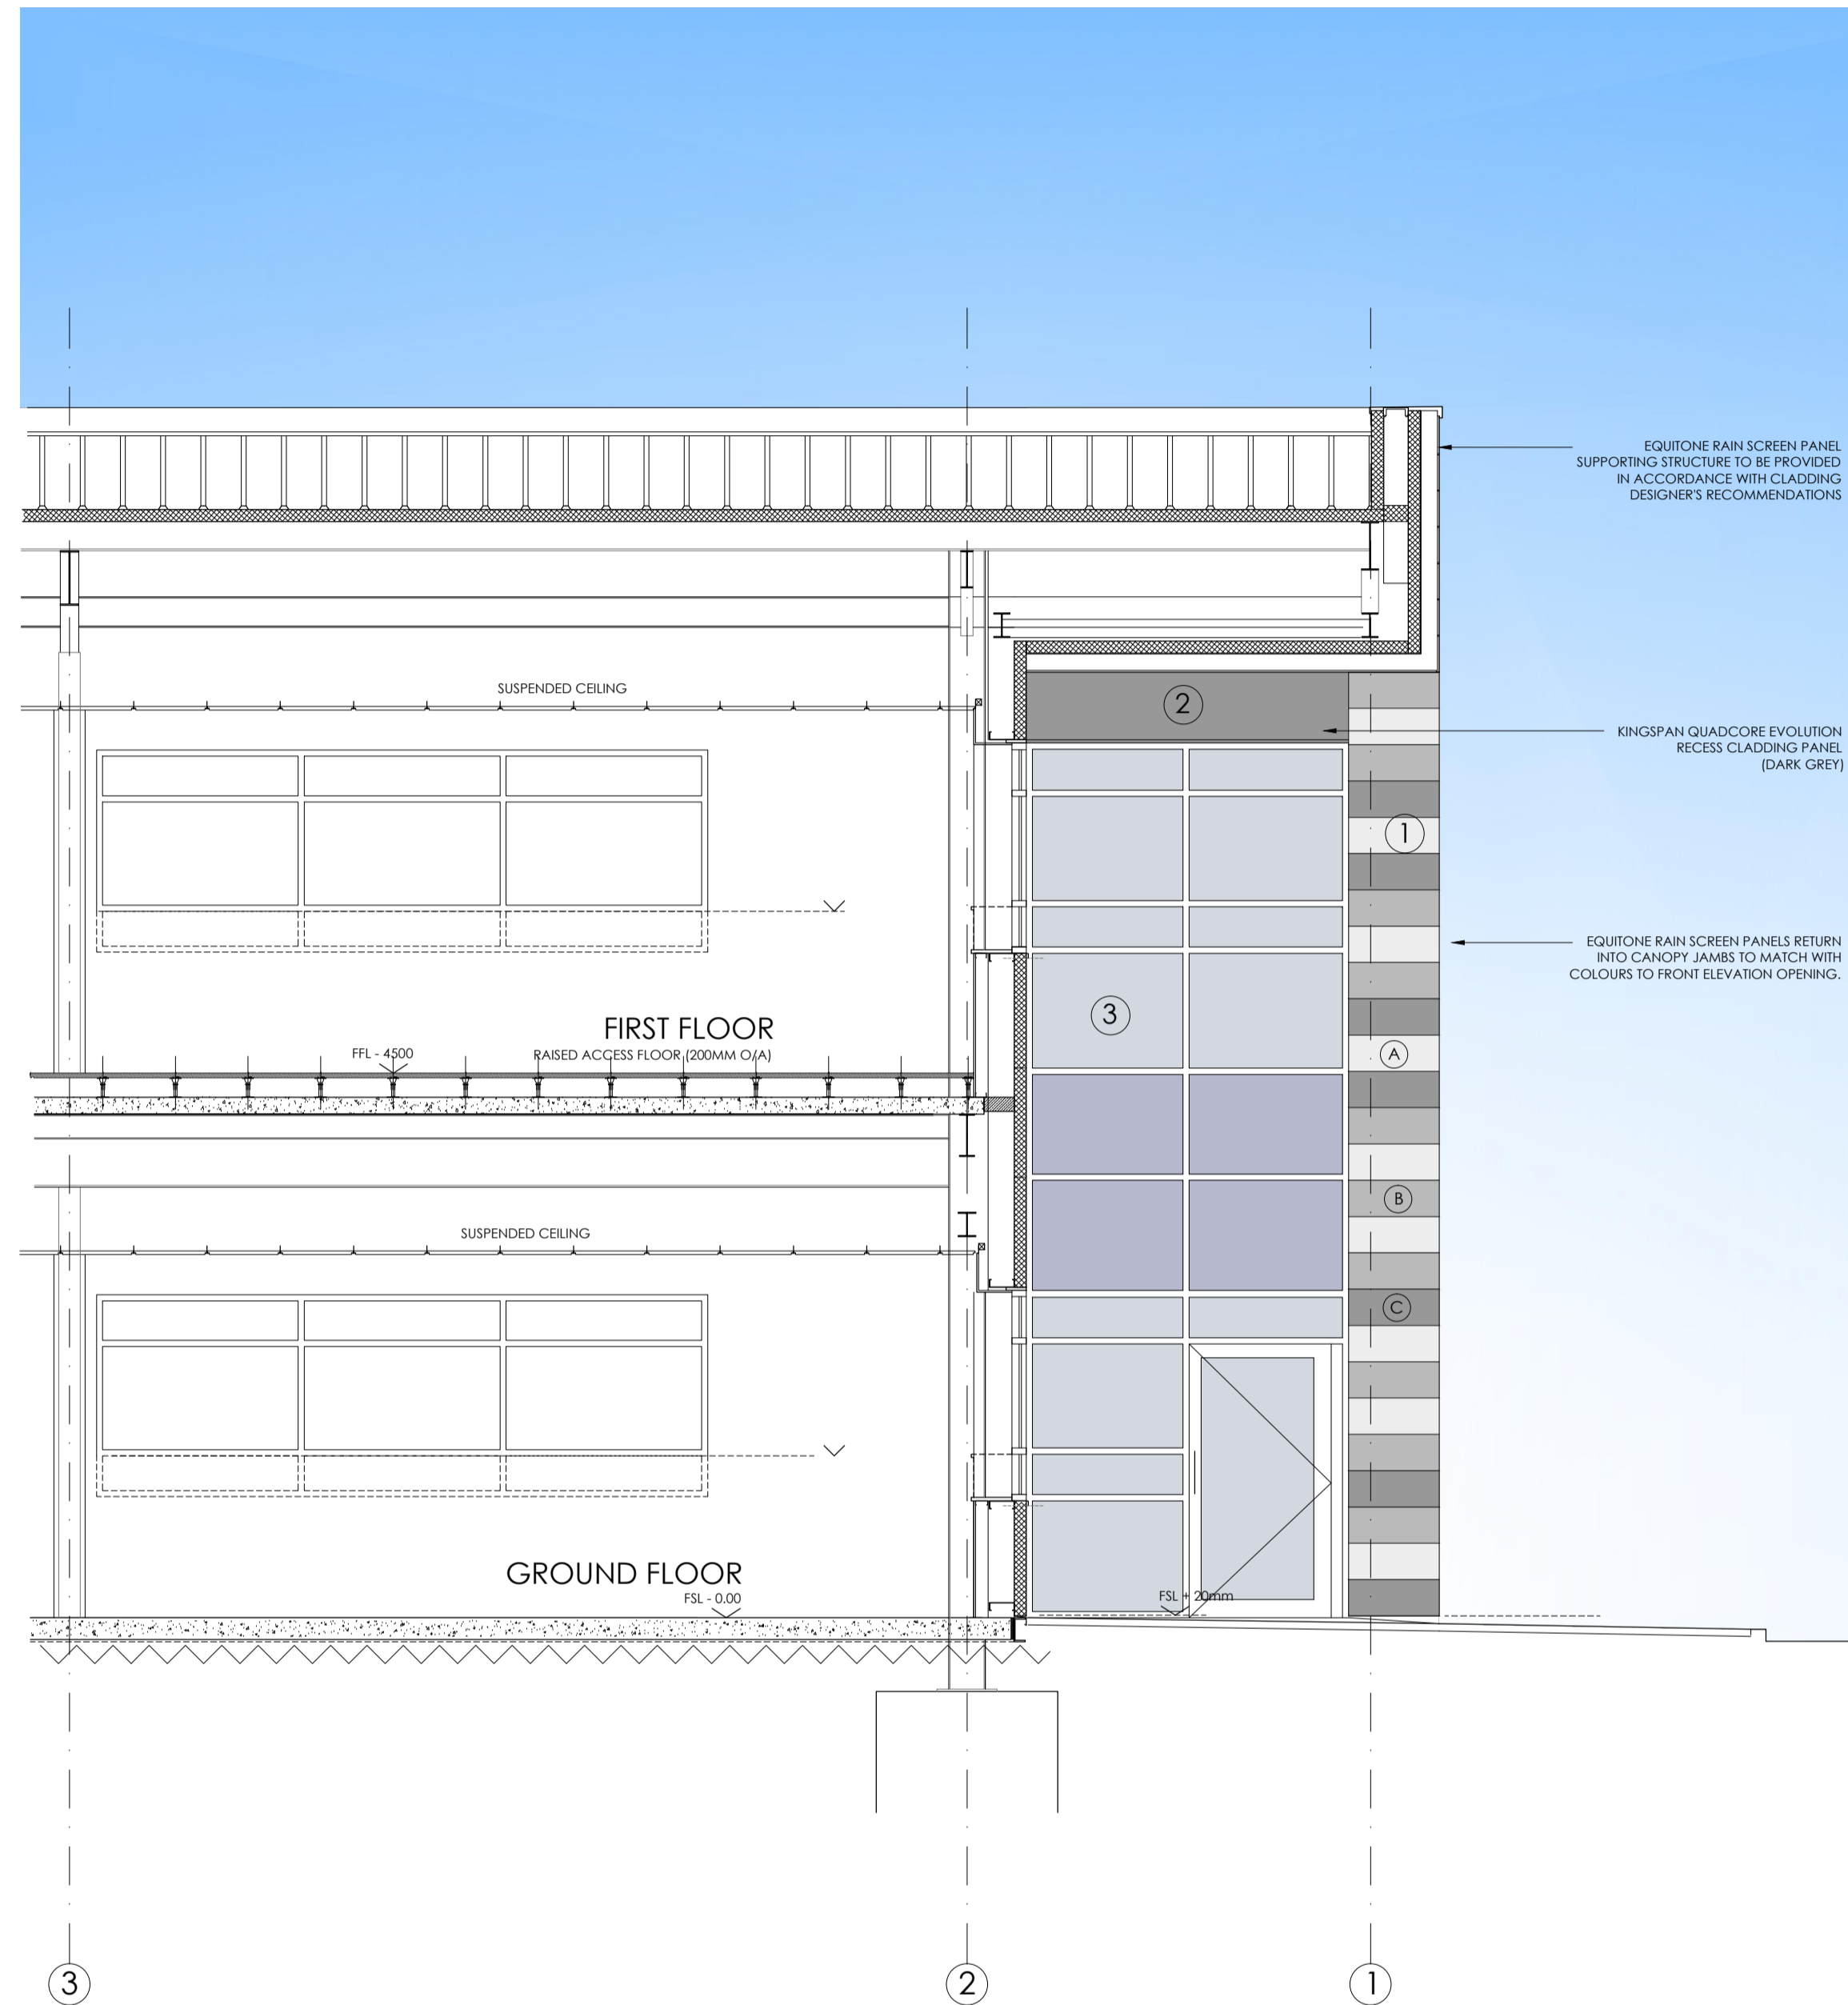 EQUITONE RAIN SCREEN PANEL
SUPPORTING STRUCTURE TO BE PROVIDED
IN ACCORDANCE WITH CLADDING
DESIGNER'S RECOMMENDATIONS
SUSPENDED CEILING
2
KINGSPAN QUADCORE EVOLUTION
RECESS CLADDING PANEL
(DARK GREY)
1
EQUITONE RAIN SCREEN PANELS RETURN
INTO CANOPY JAMBS TO MATCH WITH
COLOURS TO FRONT ELEVATION OPENING.
3
FIRST FLOOR
FFL - 4500
RAISED ACCESS FLOOR (200MM O/A)
A
B
SUSPENDED CEILING
C
GROUND FLOOR
FSL - 0.00
FSL + 20mm
3
2
1